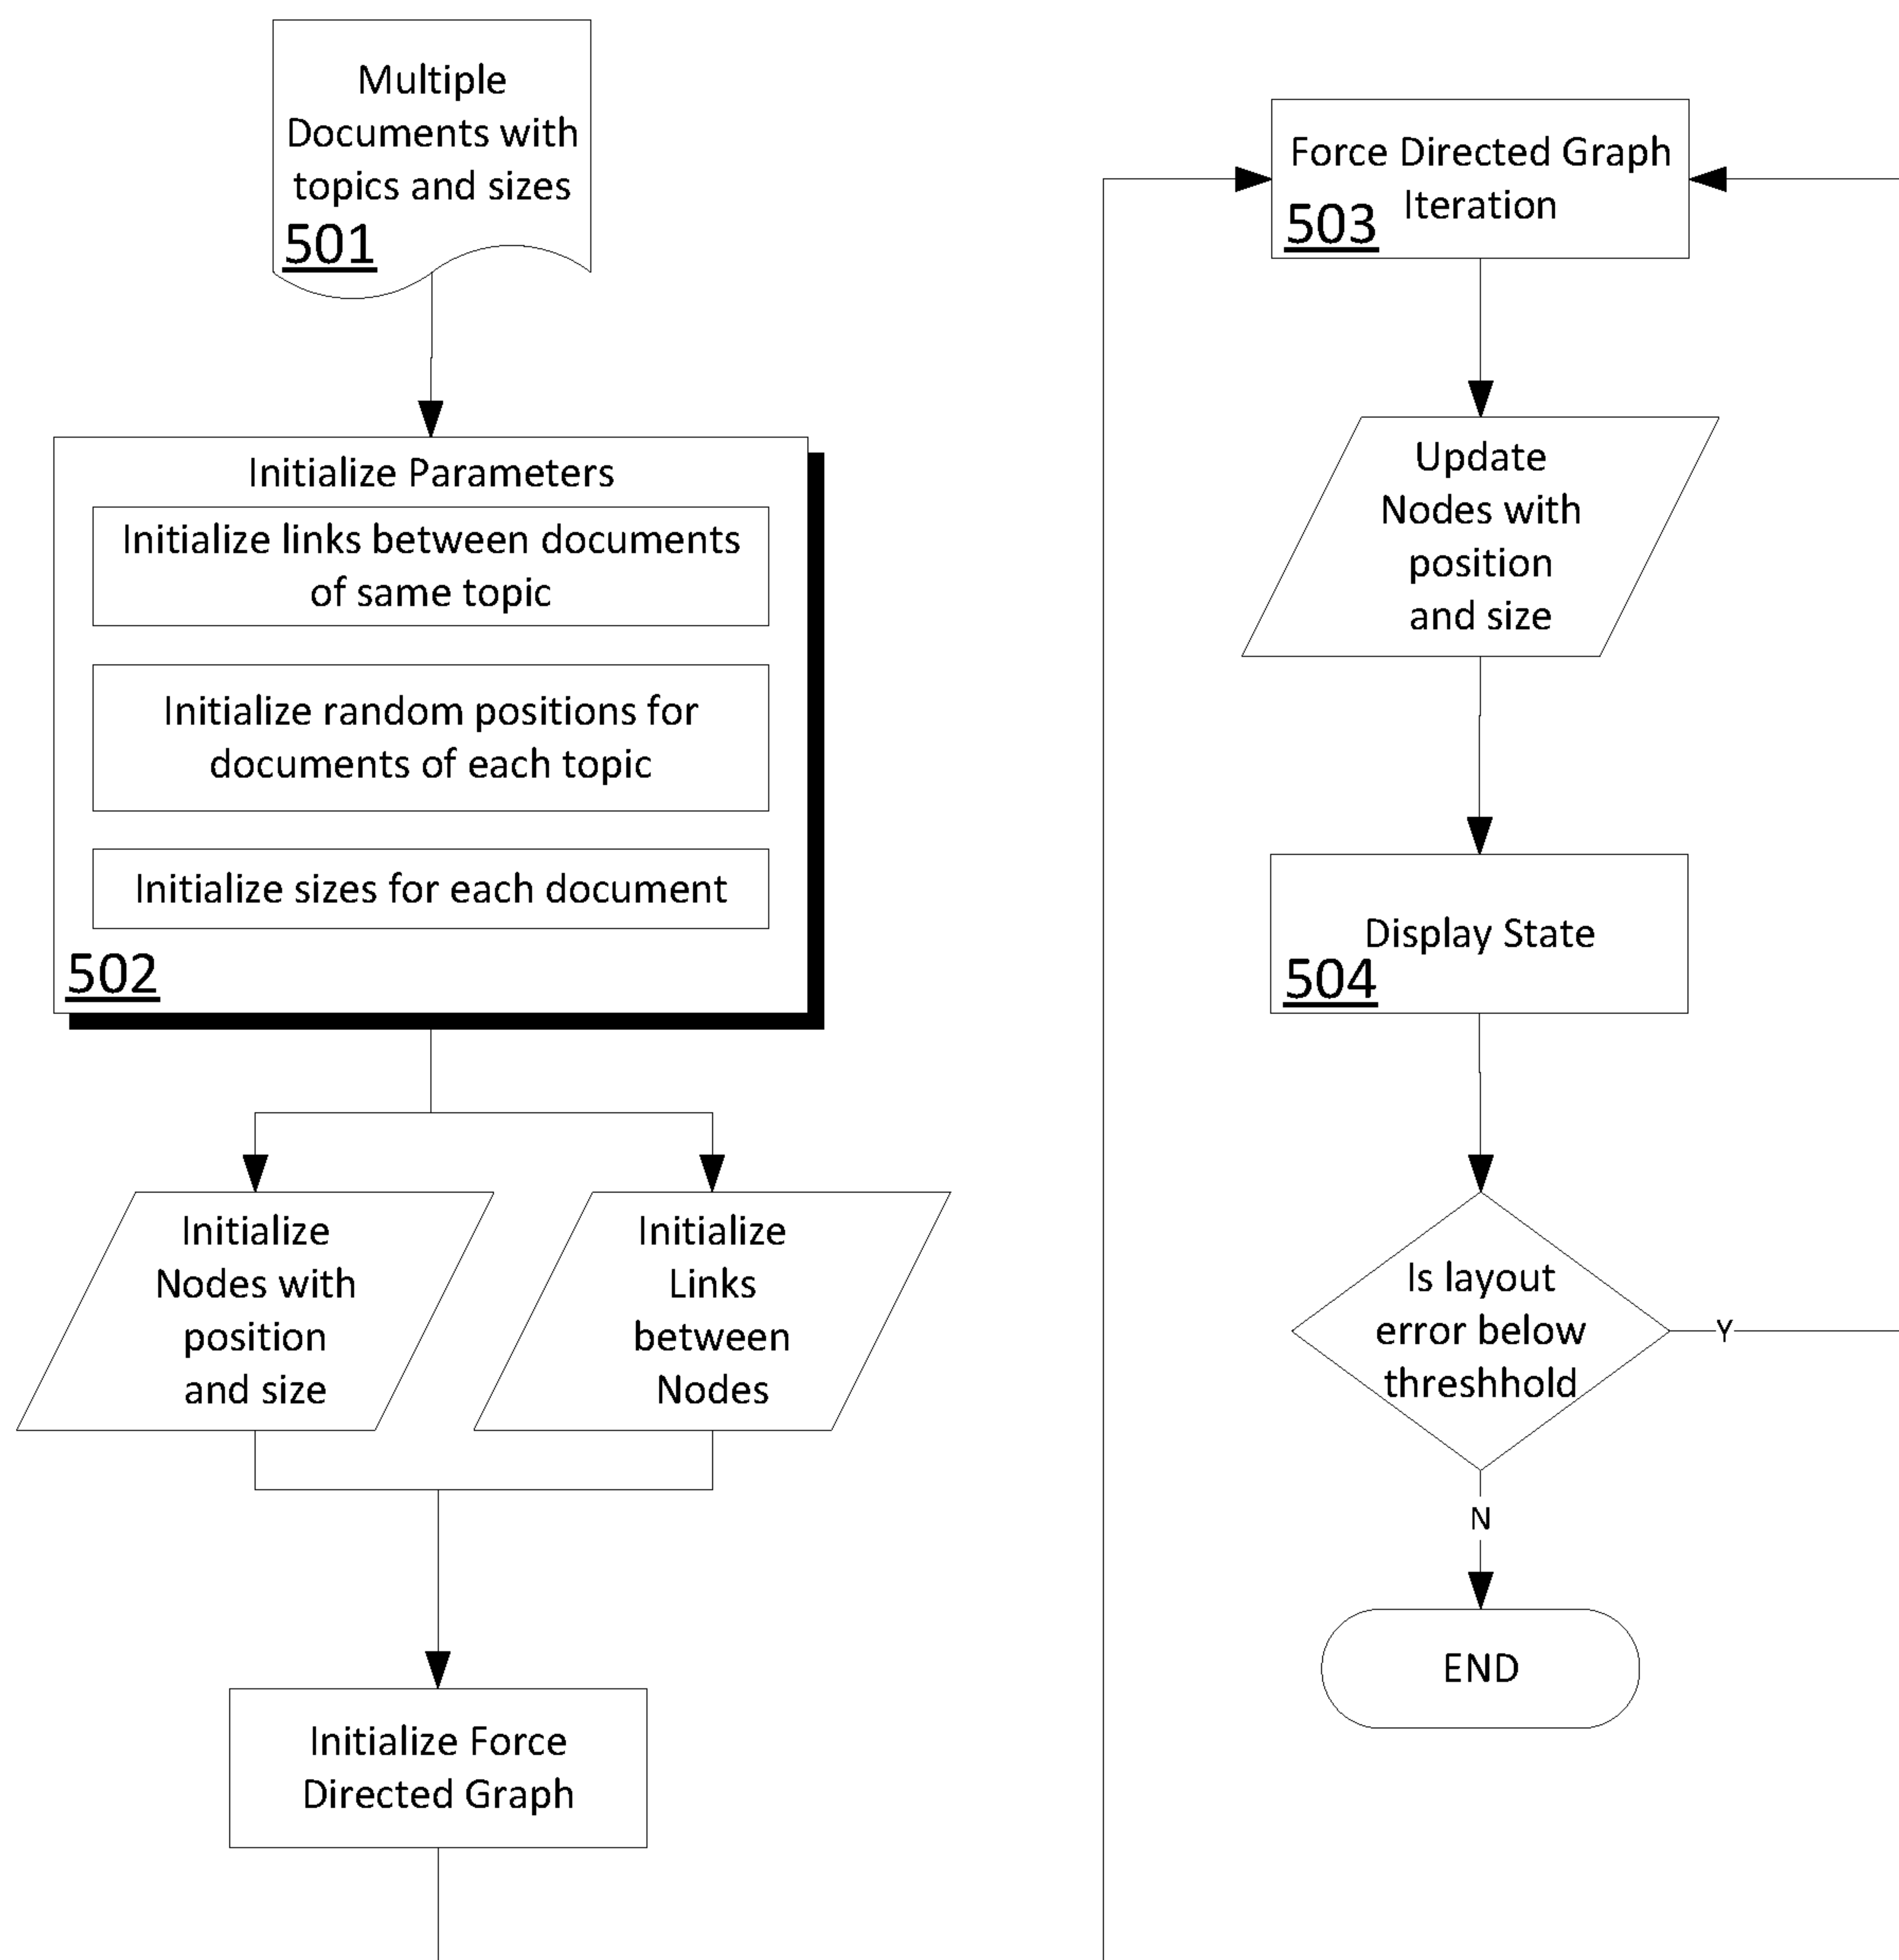 Multiple
Documents with
topics and sizes
501
Initialize Parameters
Initialize links between documents
of same topic
Initialize random positions for
documents of each topic
Initialize sizes for each document
502
Initialize
Nodes with
position
and size
Initialize
Links
between
Nodes
Initialize Force
Directed Graph
Force Directed Graph
Iteration
503
Update
Nodes with
position
and size
Display State
504
Is layout
error below
threshhold
Y
N
END